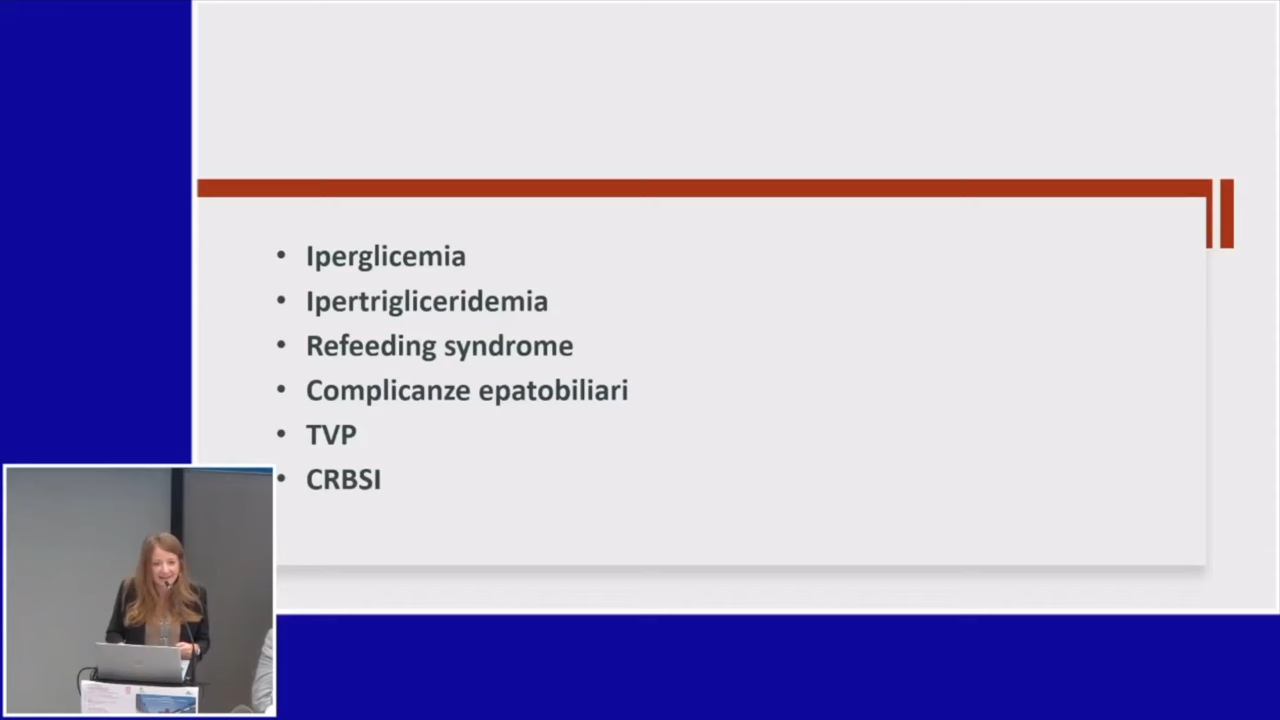 Iperglicemia
Ipertrigliceridemia
Refeeding syndrome
Complicanze epatobiliari
TVP
CRBSI